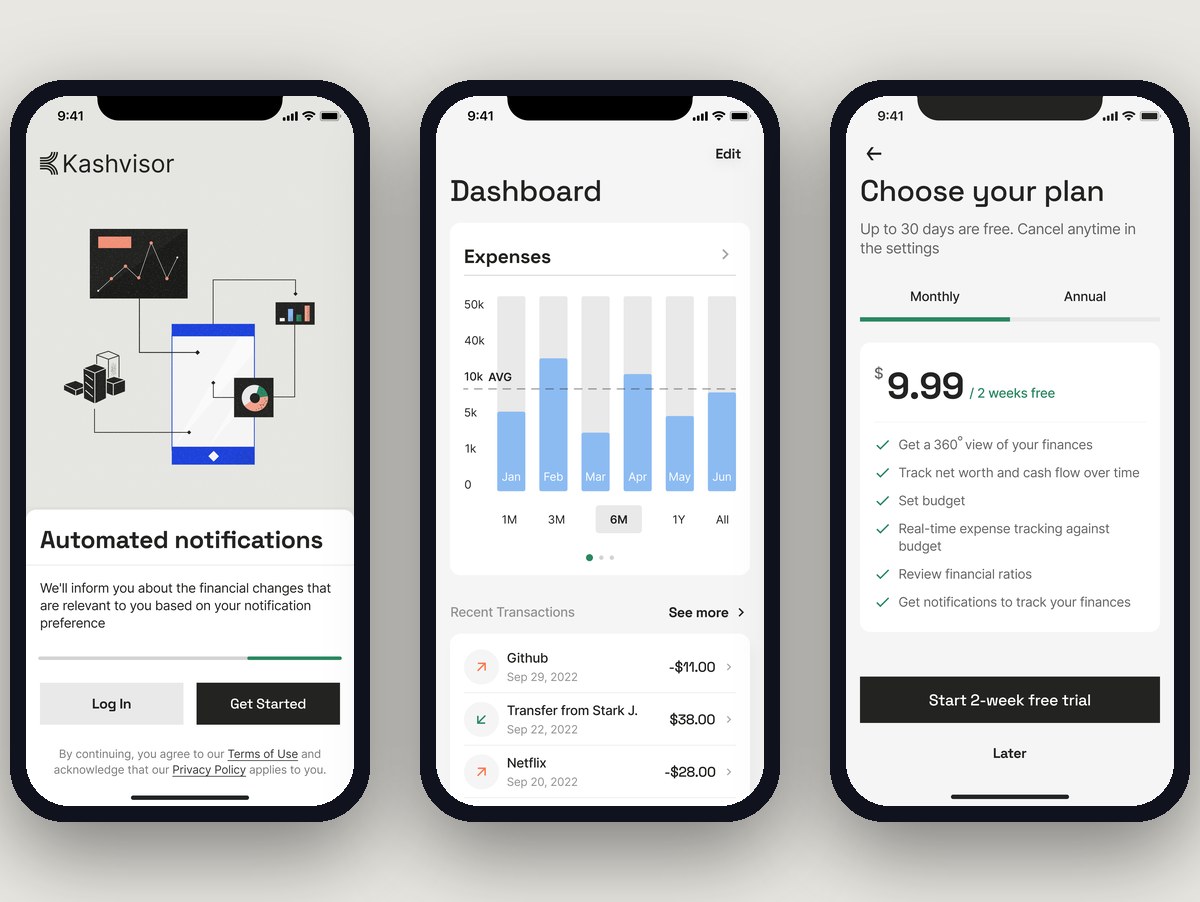 9:41
Kashvisor
Automated notifications
We'll inform you about the financial changes that
are relevant to you based on your notification
preference
Log In
Get Started
By continuing, you agree to our Terms of Use and
acknowledge that our Privacy Policy applies to you.
9:41
Edit
Dashboard
Expenses
50k
40k
10k AVG
5k
1k
0
Jan Feb Mar Apr May Jun
1M 3M 6M 1Y All
Recent Transactions
See more
Github
-$11.00
Sep 29, 2022
Transfer from Stark J.
$38.00
Sep 22, 2022
Netflix
-$28.00
Sep 20, 2022
9:41
Choose your plan
Up to 30 days are free. Cancel anytime in
the settings
Monthly
Annual
$9.99 / 2 weeks free
Get a 360° view of your finances
Track net worth and cash flow over time
Set budget
Real-time expense tracking against
budget
Review financial ratios
Get notifications to track your finances
Start 2-week free trial
Later